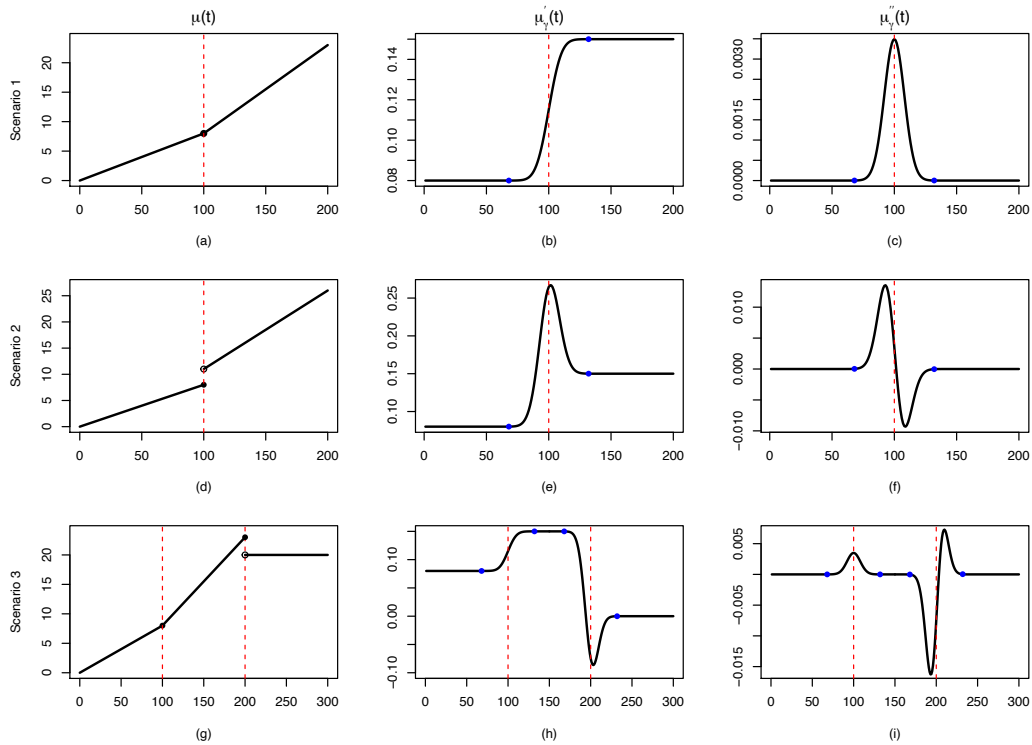 μ(t) μ′γ(t) μ″γ(t)
Scenario 1
0 5 10 15 20
0 50 100 150 200
(a)
0.08 0.10 0.12 0.14
0 50 100 150 200
(b)
0.0000 0.0015 0.0030
0 50 100 150 200
(c)
Scenario 2
0 5 10 15 20 25
0 50 100 150 200
(d)
0.10 0.15 0.20 0.25
0 50 100 150 200
(e)
−0.010 0.000 0.010
0 50 100 150 200
(f)
Scenario 3
0 5 10 15 20
0 50 100 150 200 250 300
(g)
−0.10 0.00 0.10
0 50 100 150 200 250 300
(h)
−0.015 −0.005 0.005
0 50 100 150 200 250 300
(i)